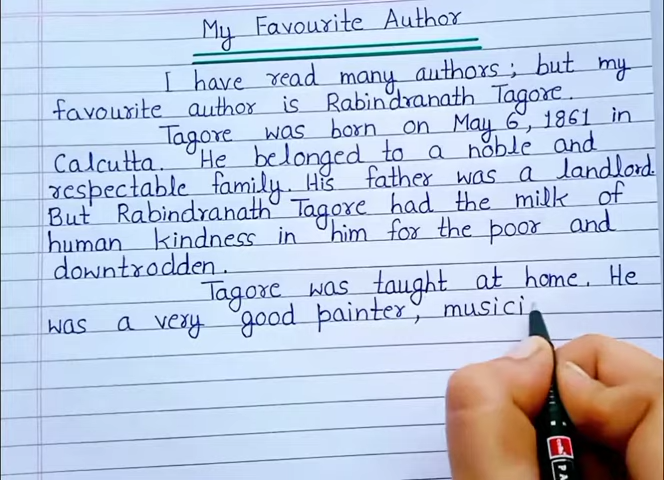 My Favourite Author
I have read many authors; but my
favourite author is Rabindranath Tagore.
Tagore was born on May 6, 1861 in
Calcutta. He belonged to a noble and
respectable family. His father was a landlord.
But Rabindranath Tagore had the milk of
human kindness in him for the poor and
downtrodden.
Tagore was taught at home. He
was a very good painter, musici